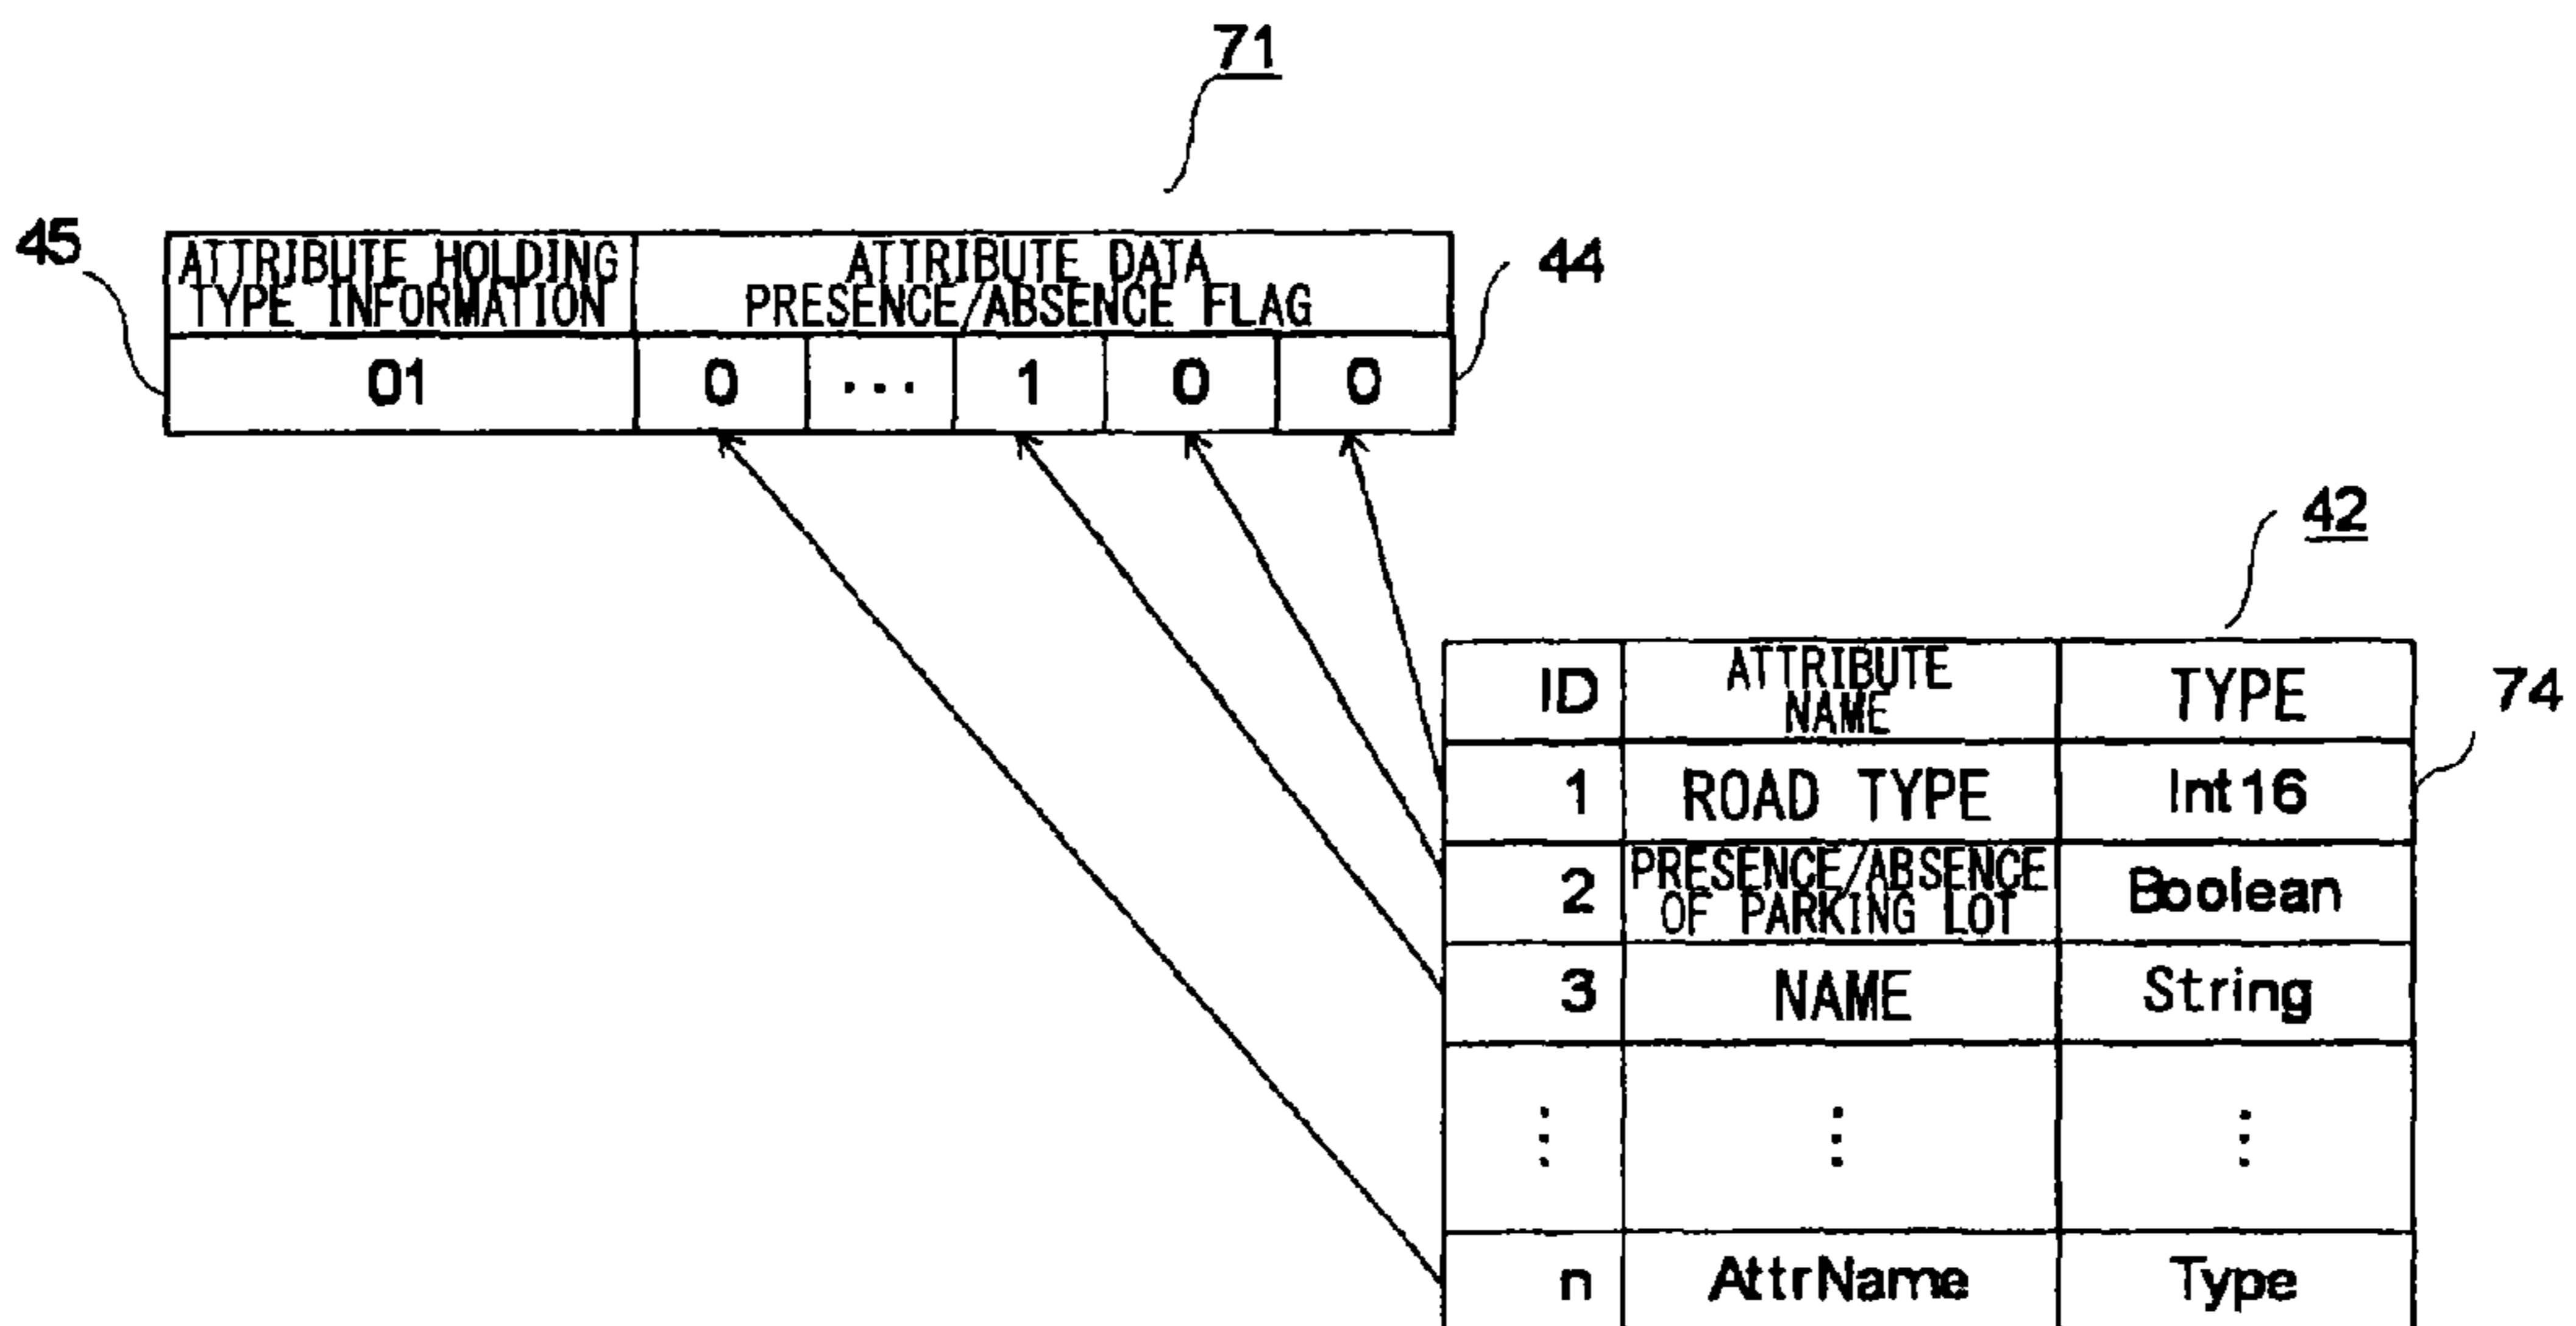 71
45
ATTRIBUTE HOLDING
TYPE INFORMATION
ATTRIBUTE DATA
PRESENCE/ABSENCE FLAG
44
01 0 ... 1 0 0
42
ID
ATTRIBUTE
NAME
TYPE
74
1 ROAD TYPE Int16
2
PRESENCE/ABSENCE
OF PARKING LOT
Boolean
3 NAME String
⋮ ⋮ ⋮
n AttrName Type